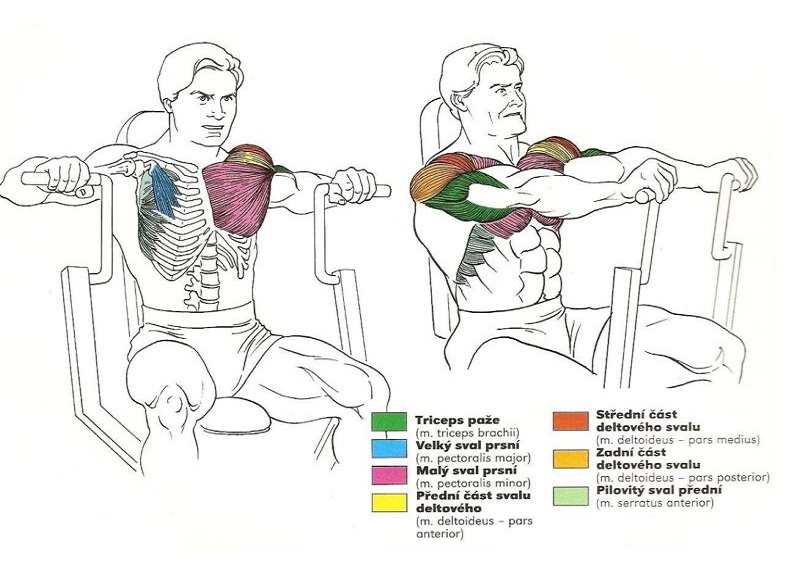 Triceps paže
(m. triceps brachii)
Velký sval prsní
(m. pectoralis major)
Malý sval prsní
(m. pectoralis minor)
Přední část svalu
deltového
(m. deltoideus – pars
anterior)
Střední část
deltového svalu
(m. deltoideus – pars medius)
Zadní část
deltového svalu
(m. deltoideus – pars posterior)
Pilovitý sval přední
(m. serratus anterior)